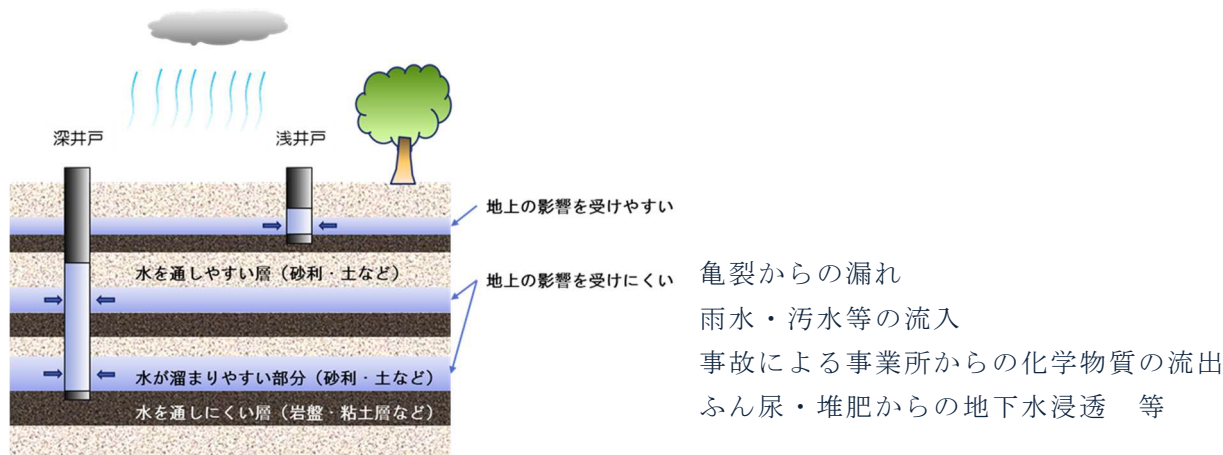 深井戸
浅井戸
地上の影響を受けやすい
水を通しやすい層（砂利・土など）
地上の影響を受けにくい
水が溜まりやすい部分（砂利・土など）
水を通しにくい層（岩盤・粘土層など）
亀裂からの漏れ
雨水・汚水等の流入
事故による事業所からの化学物質の流出
ふん尿・堆肥からの地下水浸透　等